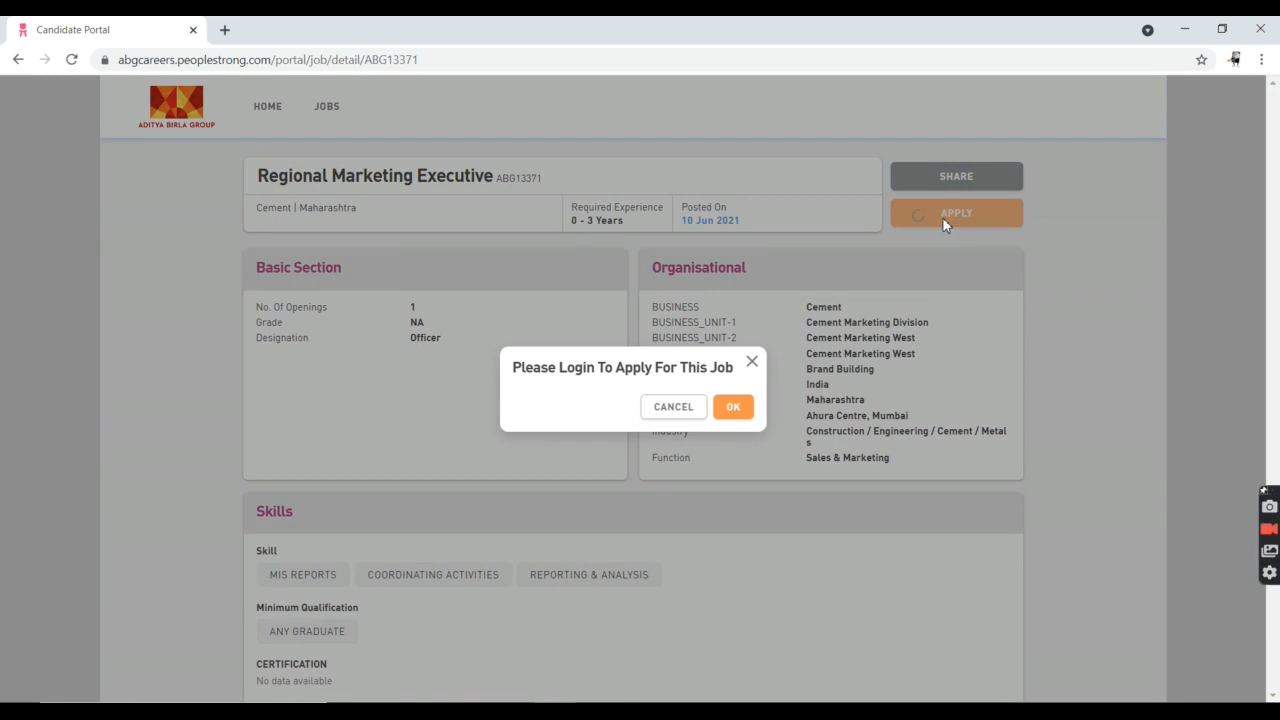 Candidate Portal
abgcareers.peoplestrong.com/portal/job/detail/ABG13371
ADITYA BIRLA GROUP
HOME
JOBS
Regional Marketing Executive ABG13371
SHARE
Cement | Maharashtra
Required Experience
0 - 3 Years
Posted On
10 Jun 2021
APPLY
Basic Section
No. Of Openings 1
Grade NA
Designation Officer
Organisational
BUSINESS Cement
BUSINESS_UNIT-1 Cement Marketing Division
BUSINESS_UNIT-2 Cement Marketing West
Cement Marketing West
Brand Building
India
Maharashtra
Ahura Centre, Mumbai
Industry Construction / Engineering / Cement / Metal
s
Function Sales & Marketing
Please Login To Apply For This Job
CANCEL
OK
Skills
Skill
MIS REPORTS
COORDINATING ACTIVITIES
REPORTING & ANALYSIS
Minimum Qualification
ANY GRADUATE
CERTIFICATION
No data available